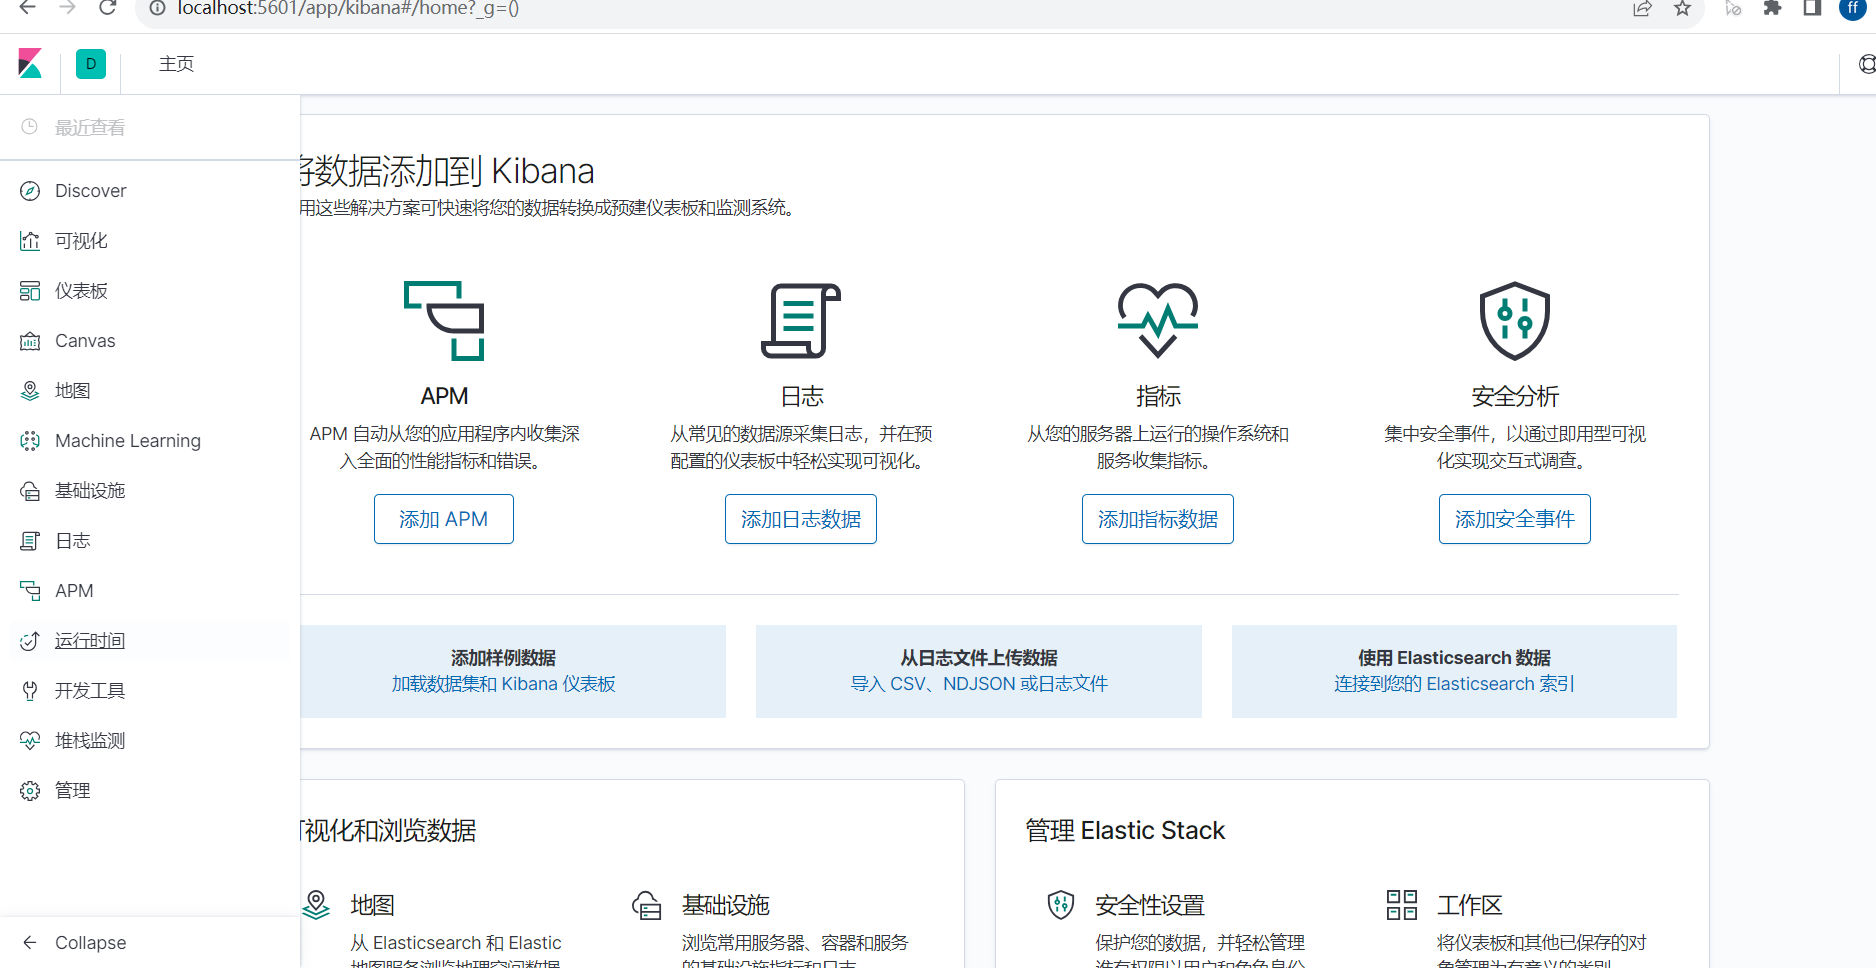 localhost:5601/app/kibana#/home?_g=()
ff
D
主页
最近查看
Discover
可视化
仪表板
Canvas
地图
Machine Learning
基础设施
日志
APM
运行时间
开发工具
堆栈监测
管理
Collapse
将数据添加到 Kibana
用这些解决方案可快速将您的数据转换成预建仪表板和监测系统。
APM
APM 自动从您的应用程序内收集深
入全面的性能指标和错误。
添加 APM
日志
从常见的数据源采集日志，并在预
配置的仪表板中轻松实现可视化。
添加日志数据
指标
从您的服务器上运行的操作系统和
服务收集指标。
添加指标数据
安全分析
集中安全事件，以通过即用型可视
化实现交互式调查。
添加安全事件
添加样例数据
加载数据集和 Kibana 仪表板
从日志文件上传数据
导入 CSV、NDJSON 或日志文件
使用 Elasticsearch 数据
连接到您的 Elasticsearch 索引
可视化和浏览数据
地图
从 Elasticsearch 和 Elastic
地图服务浏览地理空间数据
基础设施
浏览常用服务器、容器和服务
的基础设施指标和日志
管理 Elastic Stack
安全性设置
保护您的数据，并轻松管理
谁有权限以用户和角色身份
工作区
将仪表板和其他已保存的对
象管理为有意义的类别